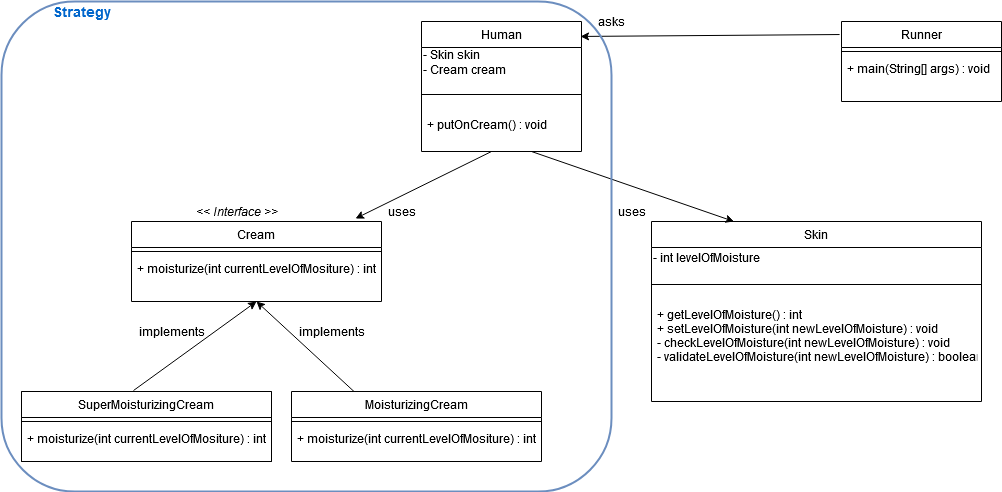 Strategy
Human
- Skin skin
- Cream cream
+ putOnCream() : void
asks
Runner
+ main(String[] args) : void
uses
uses
<< Interface >>
Cream
+ moisturize(int currentLevelOfMositure) : int
Skin
- int levelOfMoisture
+ getLevelOfMoisture() : int
+ setLevelOfMoisture(int newLevelOfMoisture) : void
- checkLevelOfMoisture(int newLevelOfMoisture) : void
- validateLevelOfMoisture(int newLevelOfMoisture) : boolea
implements
implements
SuperMoisturizingCream
+ moisturize(int currentLevelOfMositure) : int
MoisturizingCream
+ moisturize(int currentLevelOfMositure) : int